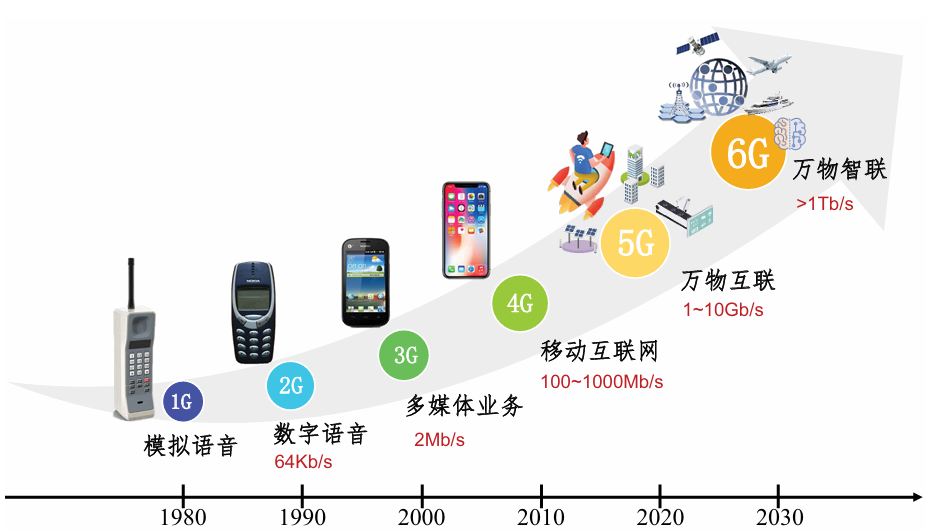 1G
模拟语音
2G
数字语音
64Kb/s
3G
多媒体业务
2Mb/s
4G
移动互联网
100~1000Mb/s
5G
万物互联
1~10Gb/s
6G
万物智联
>1Tb/s
1980
1990
2000
2010
2020
2030